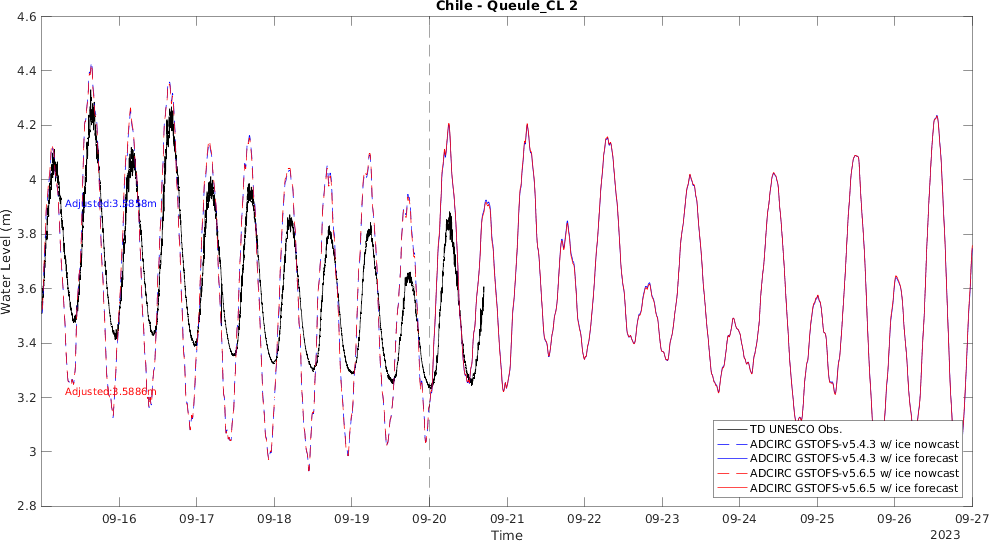 Chile - Queule_CL 2
Water Level (m)
4.6
4.4
4.2
4
3.8
3.6
3.4
3.2
3
2.8
Adjusted:3.5858m
Adjusted:3.5886m
TD UNESCO Obs.
ADCIRC GSTOFS-v5.4.3 w/ ice nowcast
ADCIRC GSTOFS-v5.4.3 w/ ice forecast
ADCIRC GSTOFS-v5.6.5 w/ ice nowcast
ADCIRC GSTOFS-v5.6.5 w/ ice forecast
09-16 09-17 09-18 09-19 09-20 09-21 09-22 09-23 09-24 09-25 09-26 09-27
Time
2023